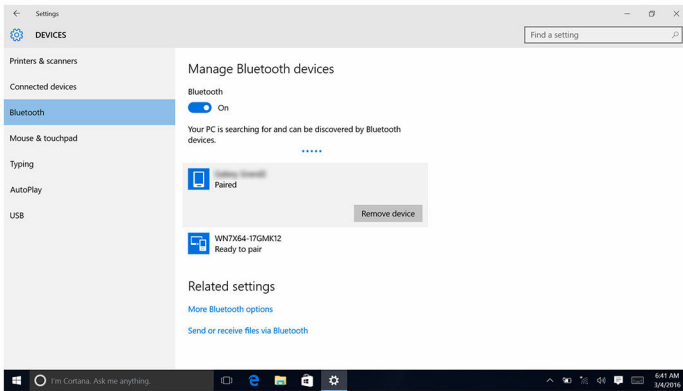 Settings
DEVICES
Find a setting
Printers & scanners
Connected devices
Bluetooth
Mouse & touchpad
Typing
AutoPlay
USB
Manage Bluetooth devices
Bluetooth
On
Your PC is searching for and can be discovered by Bluetooth
devices.
Paired
Remove device
WN7X64-17GMK12
Ready to pair
Related settings
More Bluetooth options
Send or receive files via Bluetooth
I'm Cortana. Ask me anything.
6:41 AM
3/4/2016